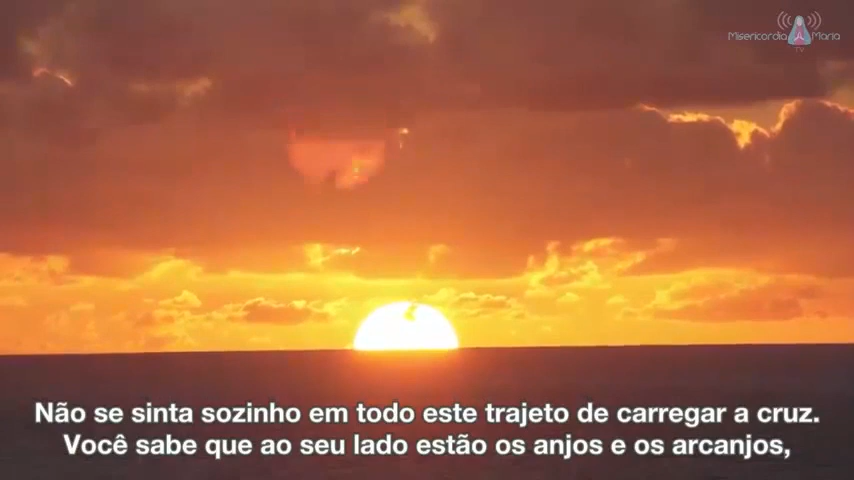 Misericordia Maria
TV
Não se sinta sozinho em todo este trajeto de carregar a cruz.
Você sabe que ao seu lado estão os anjos e os arcanjos,